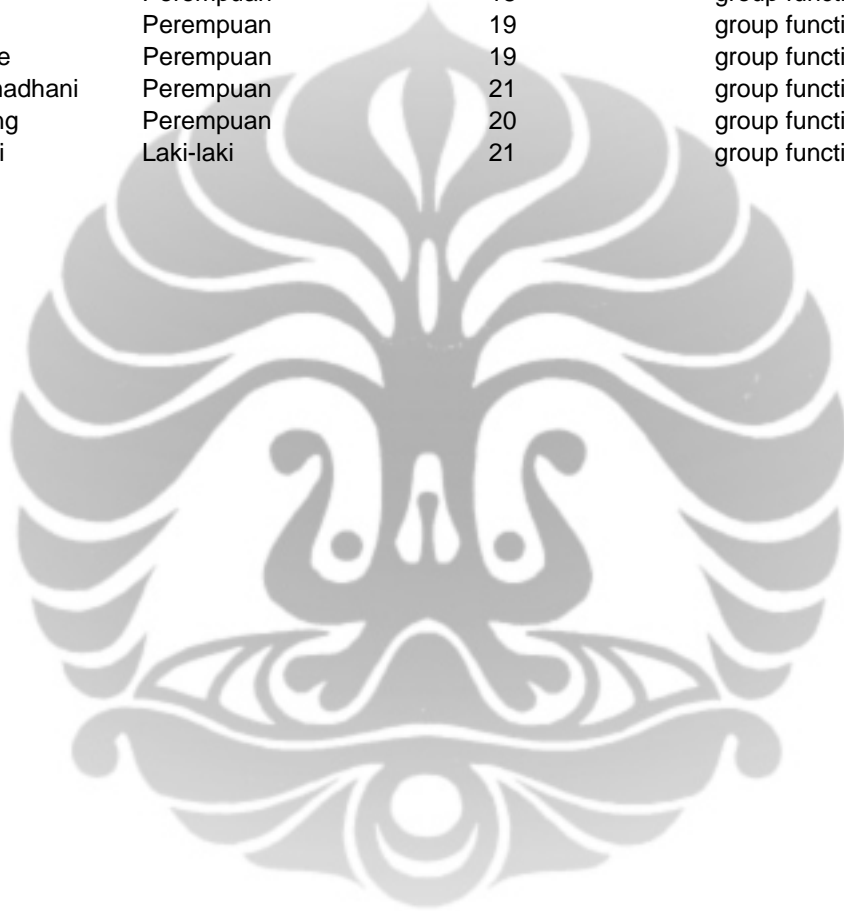 Perempuan 19 group functi
e Perempuan 19 group functi
nadhani Perempuan 21 group functi
ng Perempuan 20 group functi
i Laki-laki 21 group functi